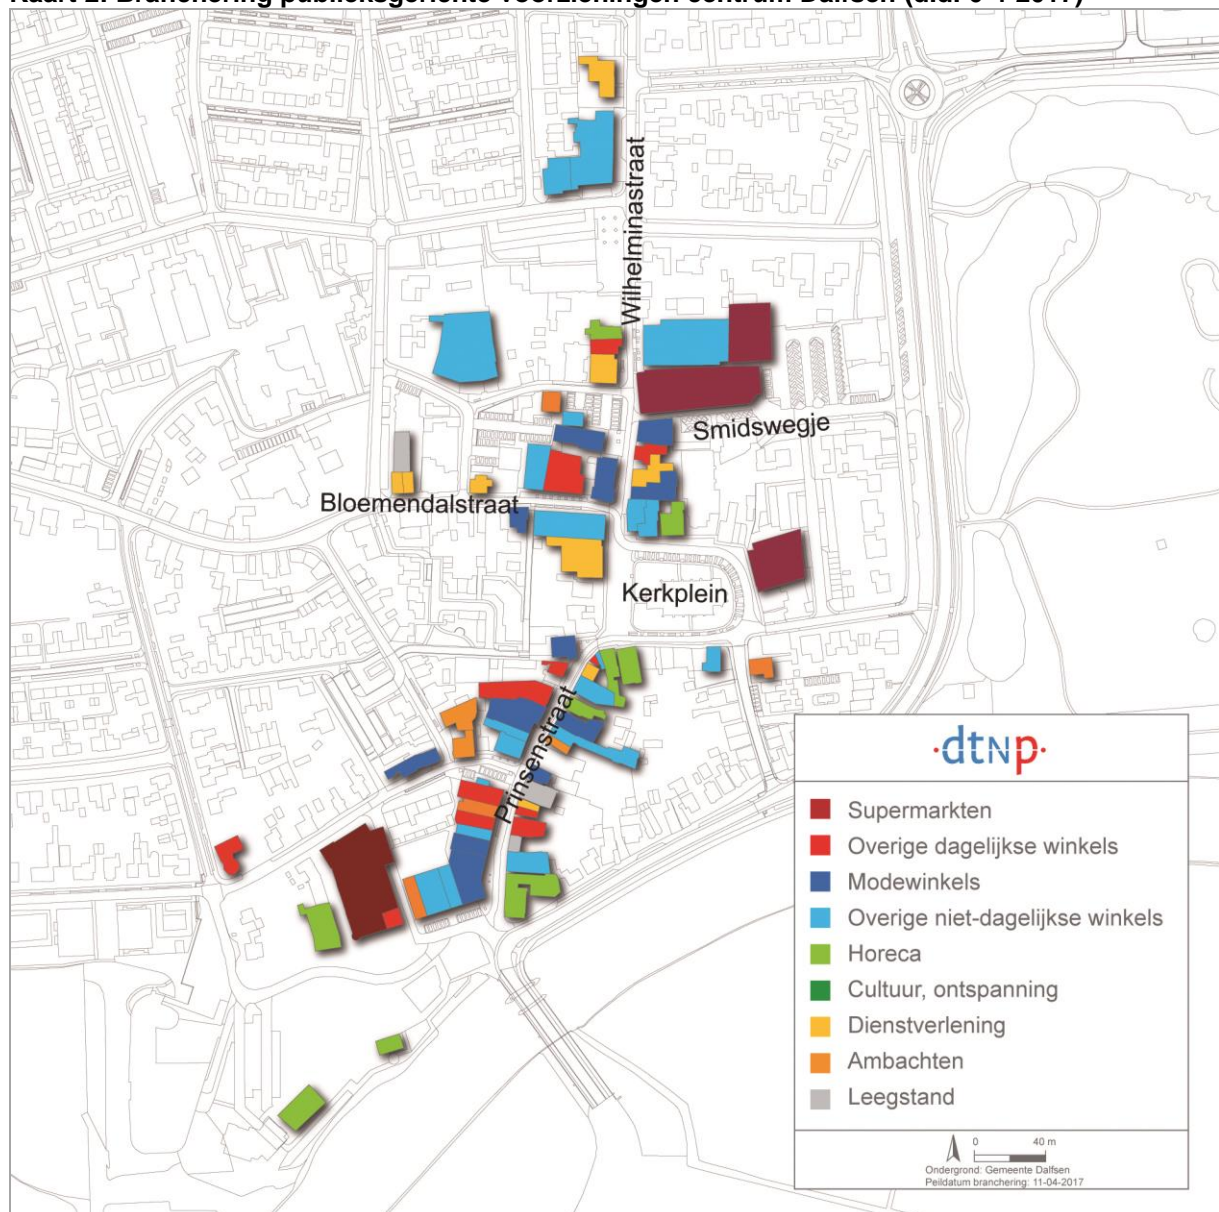 Wilhelminastraat
Smidswegje
Bloemendalstraat
Kerkplein
Prinsenstraat
·dtNp·
Supermarkten
Overige dagelijkse winkels
Modewinkels
Overige niet-dagelijkse winkels
Horeca
Cultuur, ontspanning
Dienstverlening
Ambachten
Leegstand
0 40 m
Ondergrond: Gemeente Dalfsen
Peildatum branchering: 11-04-2017